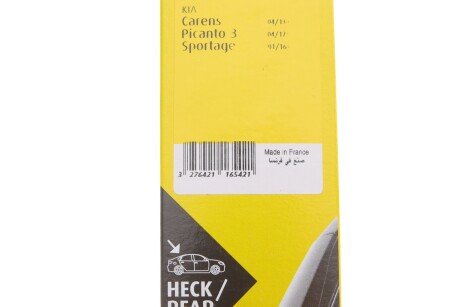 KIA
Carens 04/13-
Picanto 3 04/17-
Sportage 01/16-
Made in France
صنع في فرنسا
3 276421 165421
HECK /
REAR